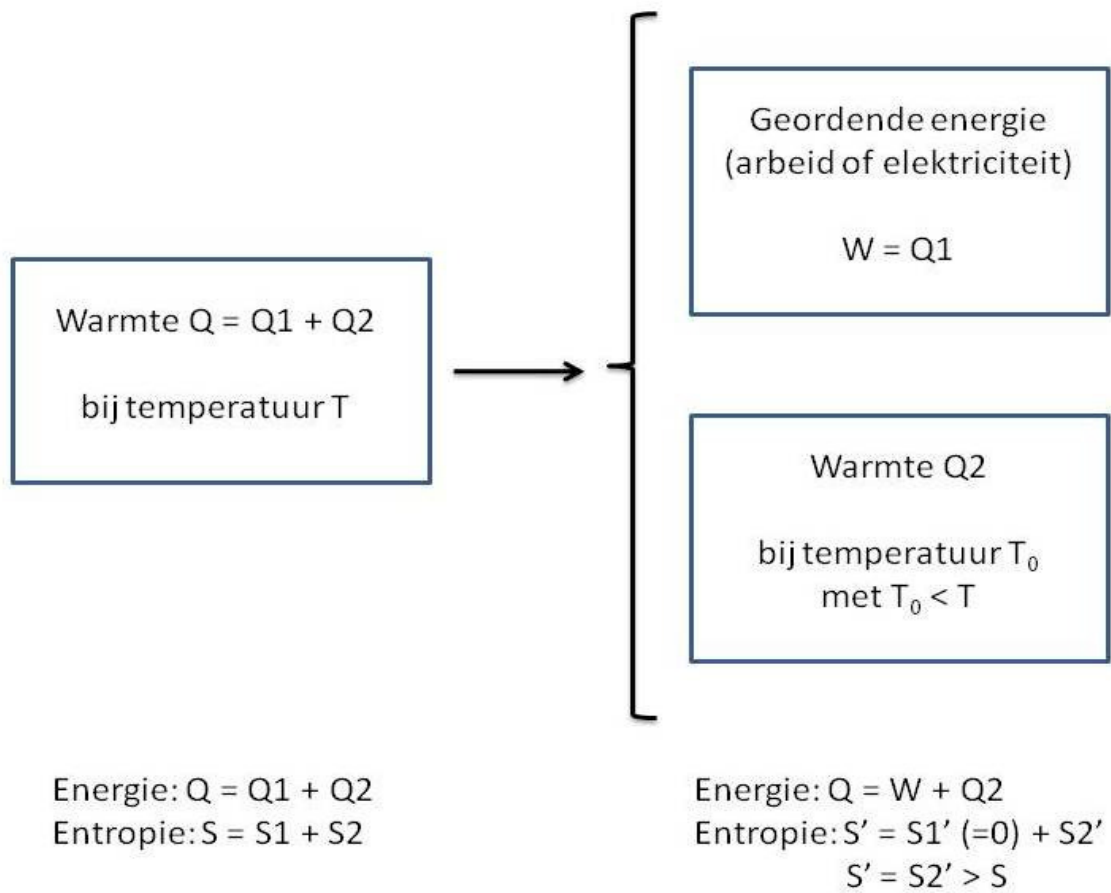 Warmte Q = Q1 + Q2
bij temperatuur T
Geordende energie
(arbeid of elektriciteit)
W = Q1
Warmte Q2
bij temperatuur T₀
met T₀ < T
Energie: Q = Q1 + Q2
Entropie: S = S1 + S2
Energie: Q = W + Q2
Entropie: S' = S1' (=0) + S2'
S' = S2' > S